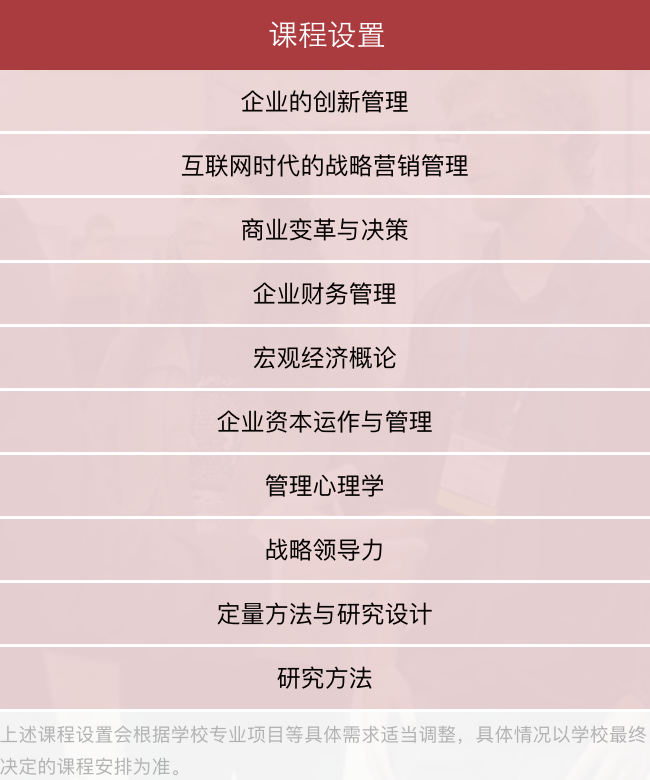 课程设置
企业的创新管理
互联网时代的战略营销管理
商业变革与决策
企业财务管理
宏观经济概论
企业资本运作与管理
管理心理学
战略领导力
定量方法与研究设计
研究方法
上述课程设置会根据学校专业项目等具体需求适当调整，具体情况以学校最终
决定的课程安排为准。